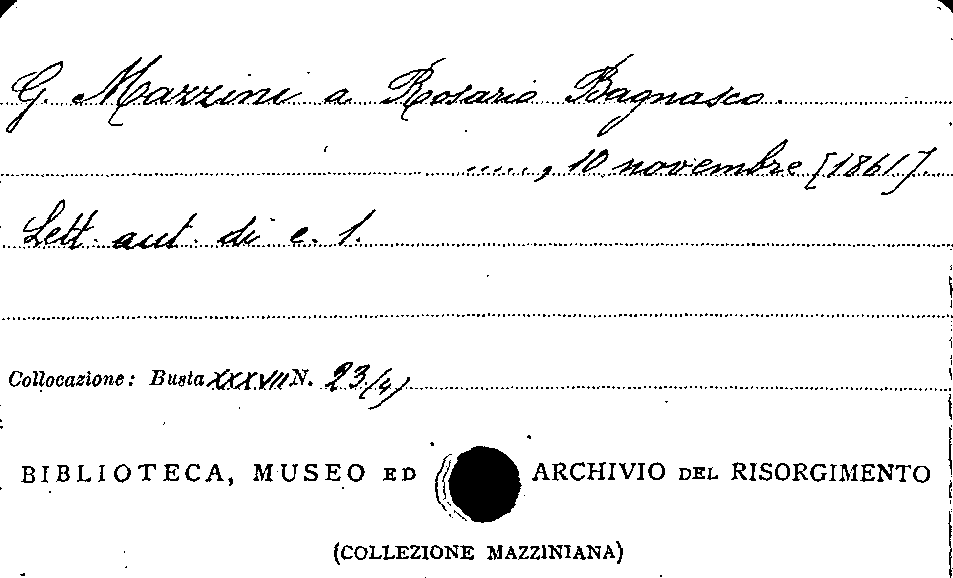 G. Mazzini a Rosario Bagnasco.
....., 10 novembre [1861].
Lett. aut. di c. 1.
Collocazione: Busta XXXVII N. 23/4)
BIBLIOTECA, MUSEO ED ARCHIVIO DEL RISORGIMENTO
(COLLEZIONE MAZZINIANA)